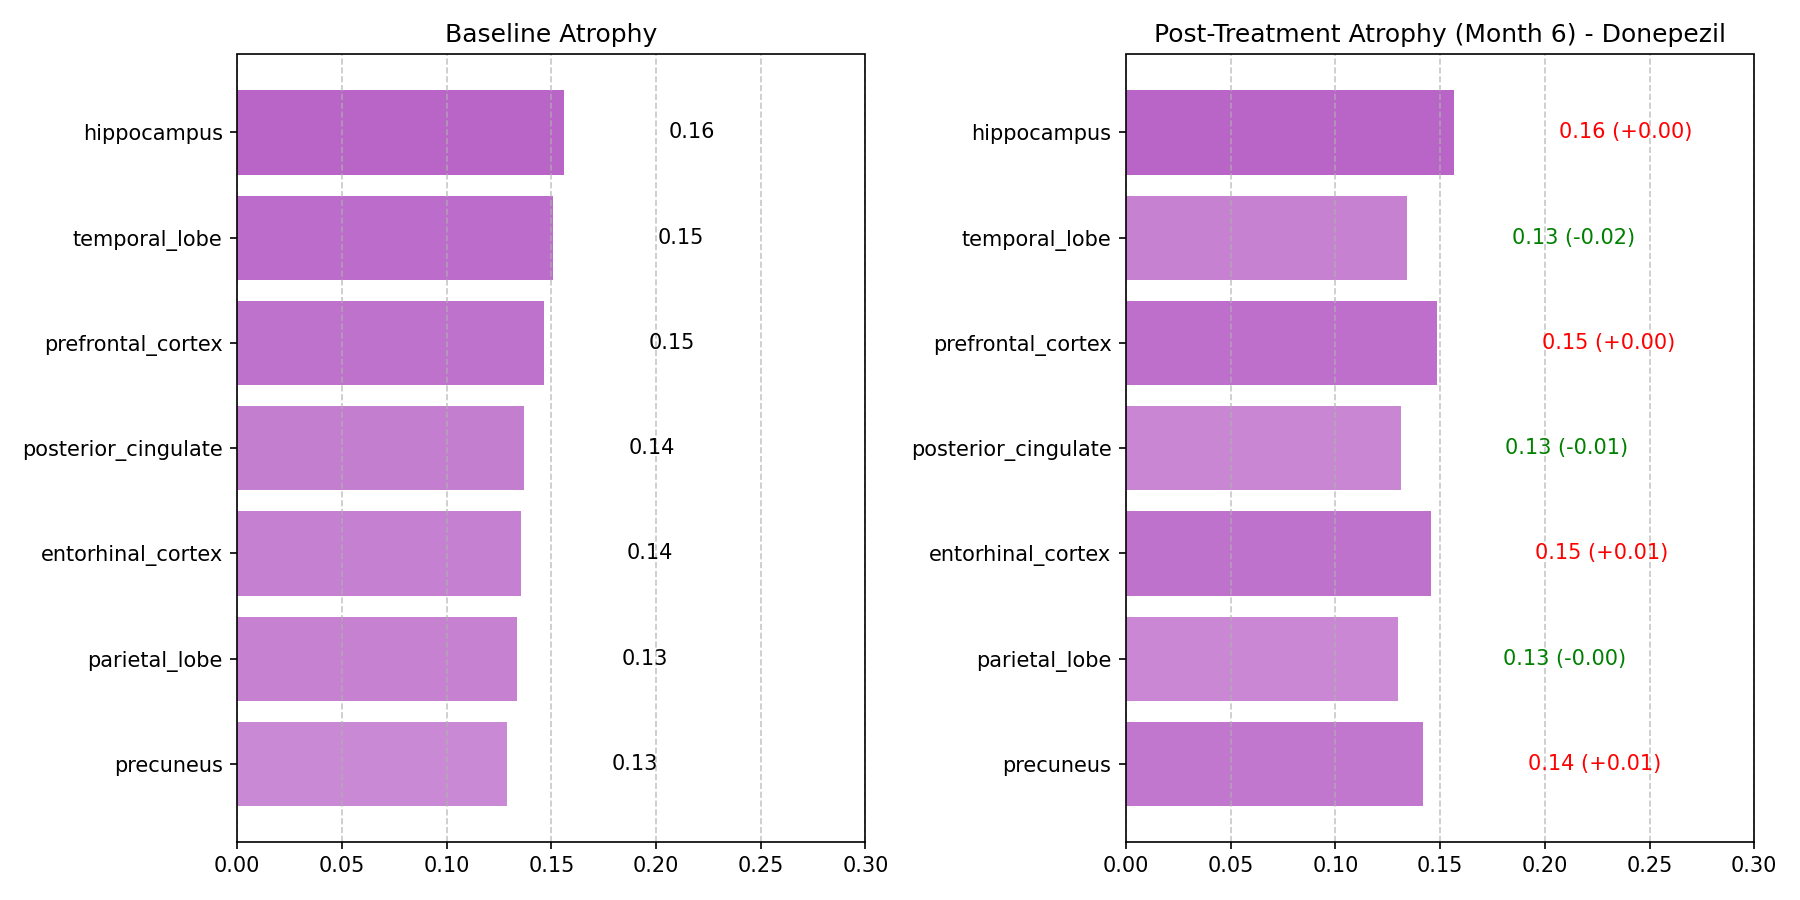 Baseline Atrophy
hippocampus 0.16
temporal_lobe 0.15
prefrontal_cortex 0.15
posterior_cingulate 0.14
entorhinal_cortex 0.14
parietal_lobe 0.13
precuneus 0.13
0.00 0.05 0.10 0.15 0.20 0.25 0.30
Post-Treatment Atrophy (Month 6) - Donepezil
hippocampus 0.16 (+0.00)
temporal_lobe 0.13 (-0.02)
prefrontal_cortex 0.15 (+0.00)
posterior_cingulate 0.13 (-0.01)
entorhinal_cortex 0.15 (+0.01)
parietal_lobe 0.13 (-0.00)
precuneus 0.14 (+0.01)
0.00 0.05 0.10 0.15 0.20 0.25 0.30